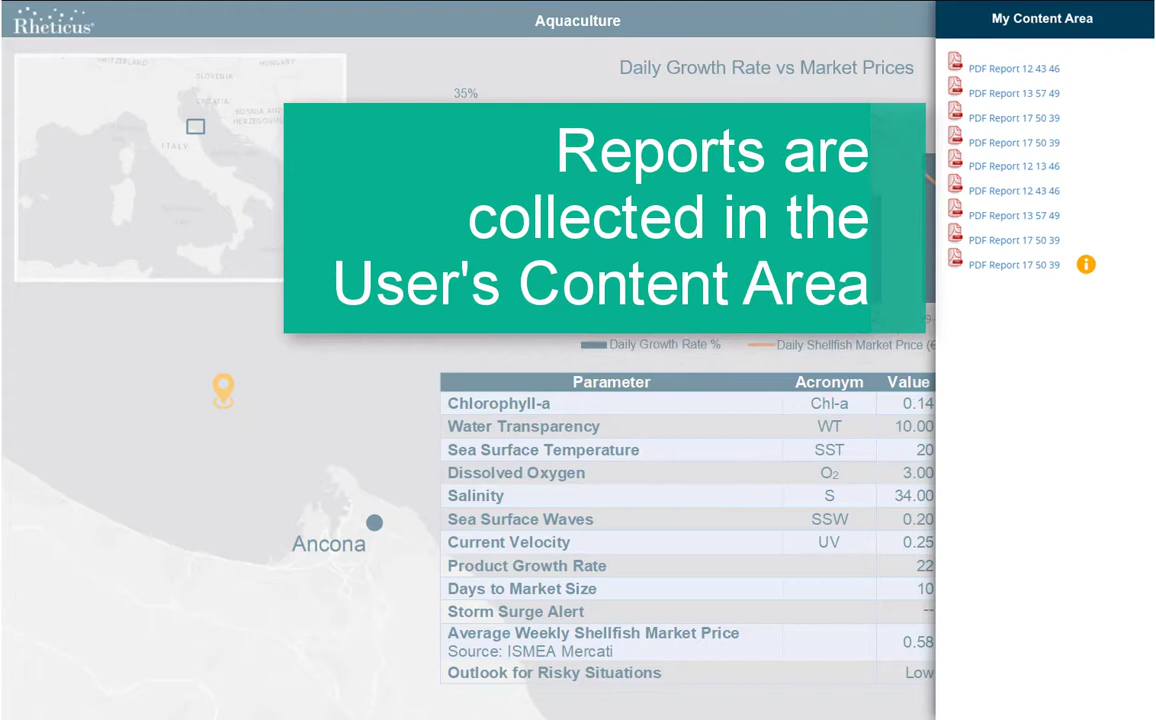 Rheticus®
Aquaculture
My Content Area
SLOVENIA
HUNGARY
CROATIA
BOSNIA AND
HERZEGOVINA
ITALY
Daily Growth Rate vs Market Prices
35%
Reports are
collected in the
User's Content Area
Daily Growth Rate %
Daily Shellfish Market Price (€
Ancona
Parameter Acronym Value
Chlorophyll-a Chl-a 0.14
Water Transparency WT 10.00
Sea Surface Temperature SST 20
Dissolved Oxygen O₂ 3.00
Salinity S 34.00
Sea Surface Waves SSW 0.20
Current Velocity UV 0.25
Product Growth Rate 22
Days to Market Size 10
Storm Surge Alert --
Average Weekly Shellfish Market Price 0.58
Source: ISMEA Mercati
Outlook for Risky Situations Low
PDF Report 12 43 46
PDF Report 13 57 49
PDF Report 17 50 39
PDF Report 17 50 39
PDF Report 12 13 46
PDF Report 12 43 46
PDF Report 13 57 49
PDF Report 17 50 39
PDF Report 17 50 39